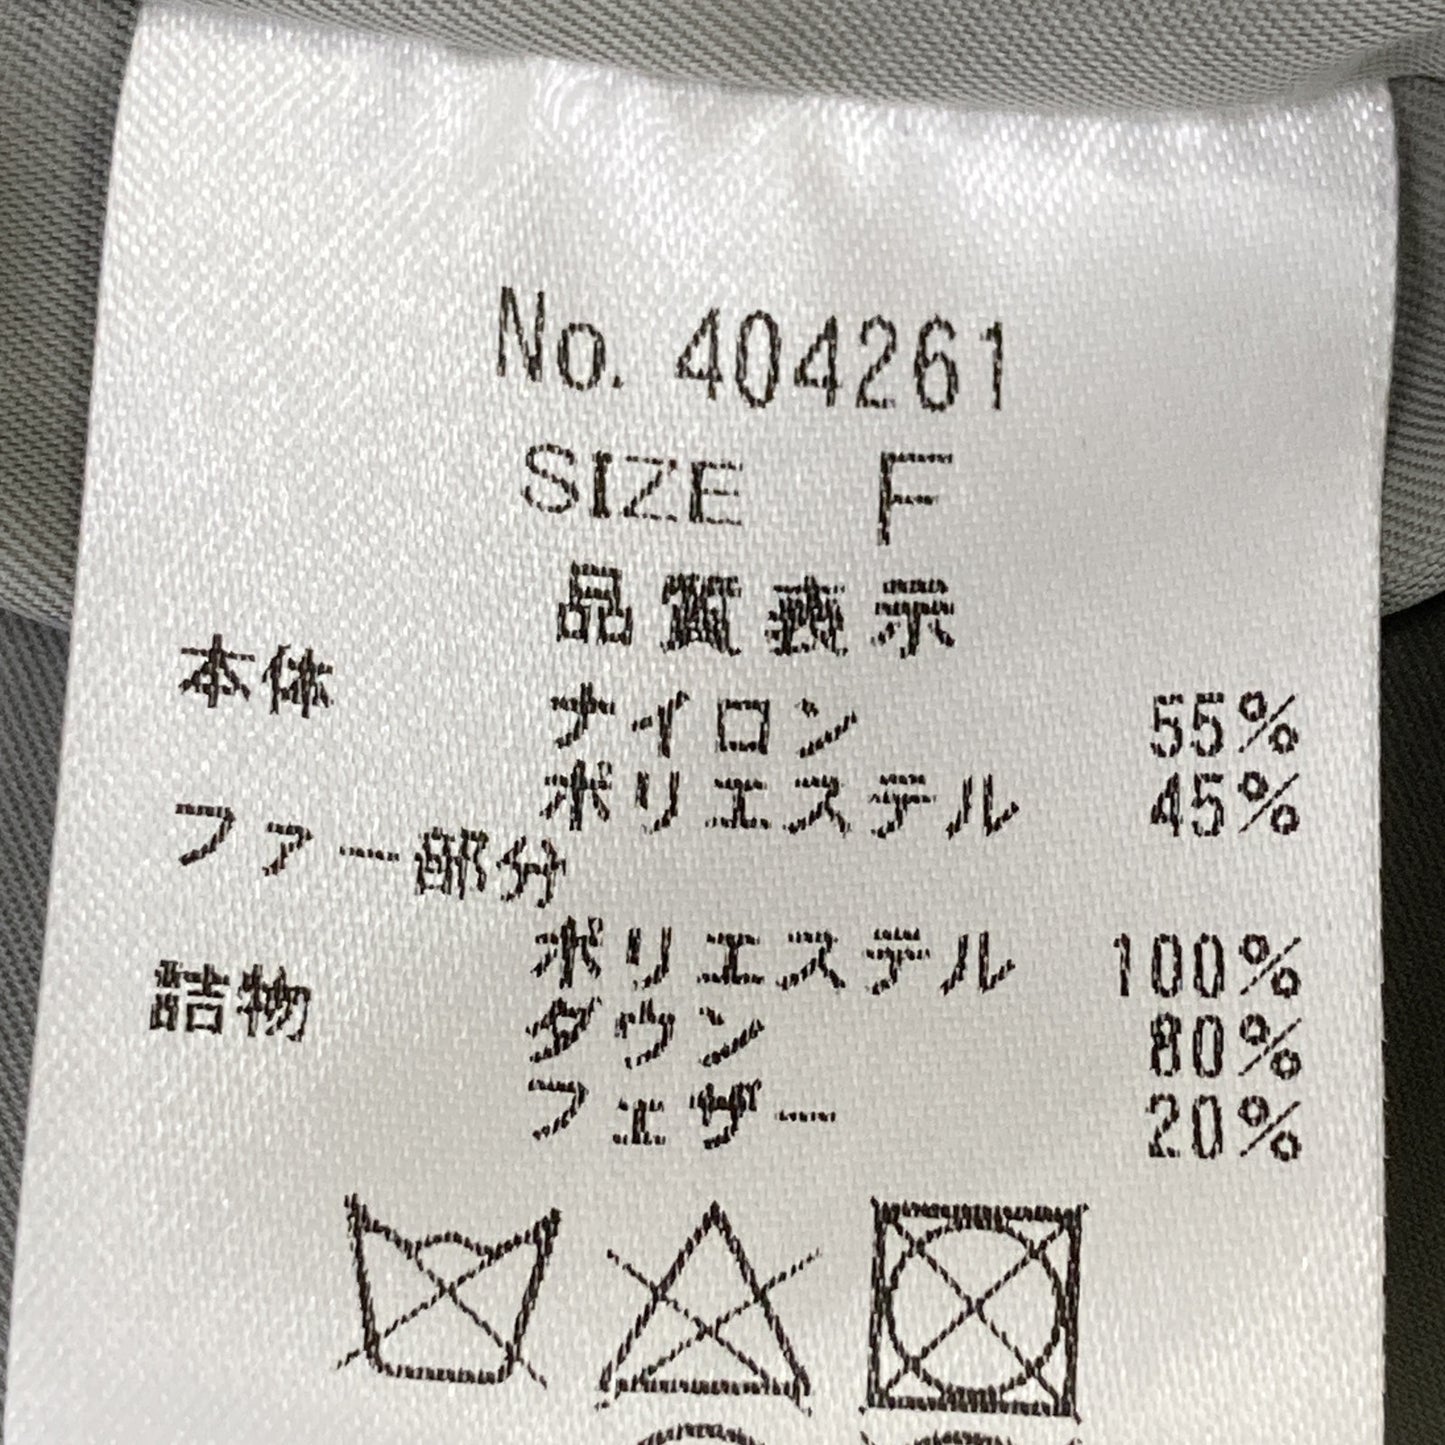 No. 404261
SIZE F
品質表示
本体
ナイロン 55%
ポリエステル 45%
ファー部分
ポリエステル 100%
詰物
ダウン 80%
フェザー 20%